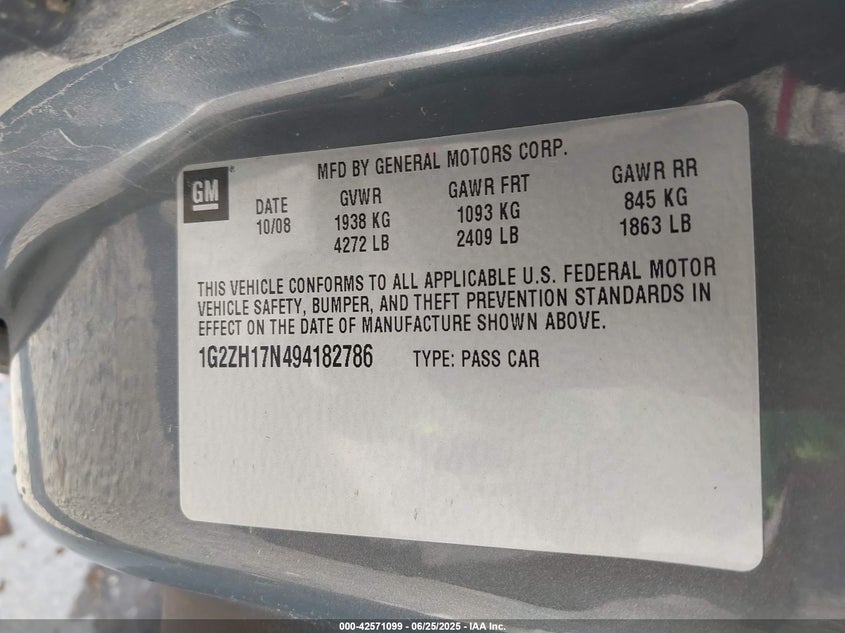 MFD BY GENERAL MOTORS CORP.
GM®
DATE GVWR GAWR FRT GAWR RR
10/08 1938 KG 1093 KG 845 KG
4272 LB 2409 LB 1863 LB
THIS VEHICLE CONFORMS TO ALL APPLICABLE U.S. FEDERAL MOTOR
VEHICLE SAFETY, BUMPER, AND THEFT PREVENTION STANDARDS IN
EFFECT ON THE DATE OF MANUFACTURE SHOWN ABOVE.
1G2ZH17N494182786 TYPE: PASS CAR
000-42571099 - 06/25/2025 - IAA Inc.